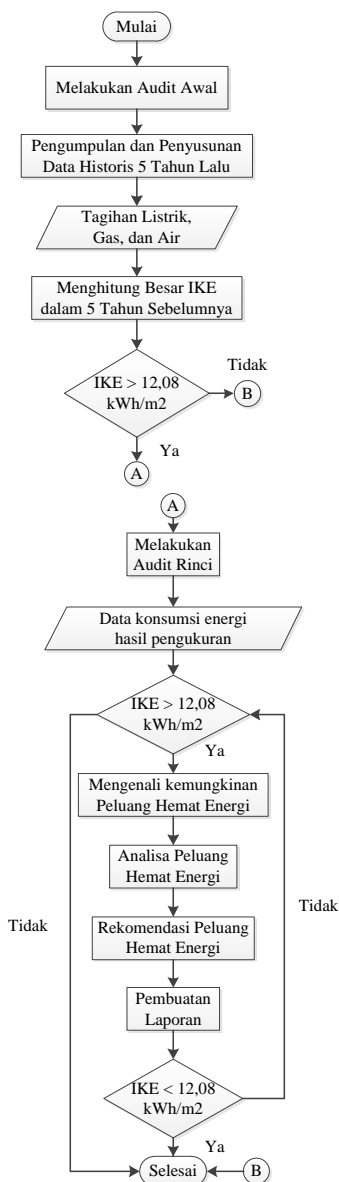 Mulai
Melakukan Audit Awal
Pengumpulan dan Penyusunan
Data Historis 5 Tahun Lalu
Tagihan Listrik,
Gas, dan Air
Menghitung Besar IKE
dalam 5 Tahun Sebelumnya
IKE > 12,08
kWh/m2
Tidak
B
Ya
A
A
Melakukan
Audit Rinci
Data konsumsi energi
hasil pengukuran
IKE > 12,08
kWh/m2
Ya
Mengenali kemungkinan
Peluang Hemat Energi
Analisa Peluang
Hemat Energi
Tidak
Tidak
Rekomendasi Peluang
Hemat Energi
Pembuatan
Laporan
IKE < 12,08
kWh/m2
Ya
Selesai
B